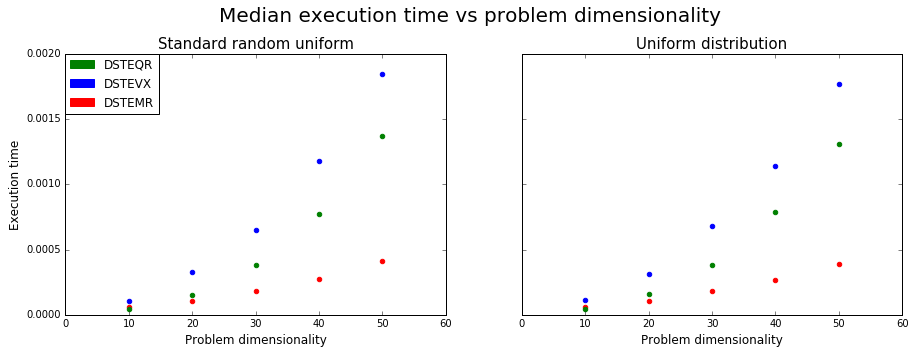 Median execution time vs problem dimensionality
Standard random uniform
Uniform distribution
DSTEQR
DSTEVX
DSTEMR
Execution time
0.0020
0.0015
0.0010
0.0005
0.0000
0 10 20 30 40 50 60
0 10 20 30 40 50 60
Problem dimensionality
Problem dimensionality